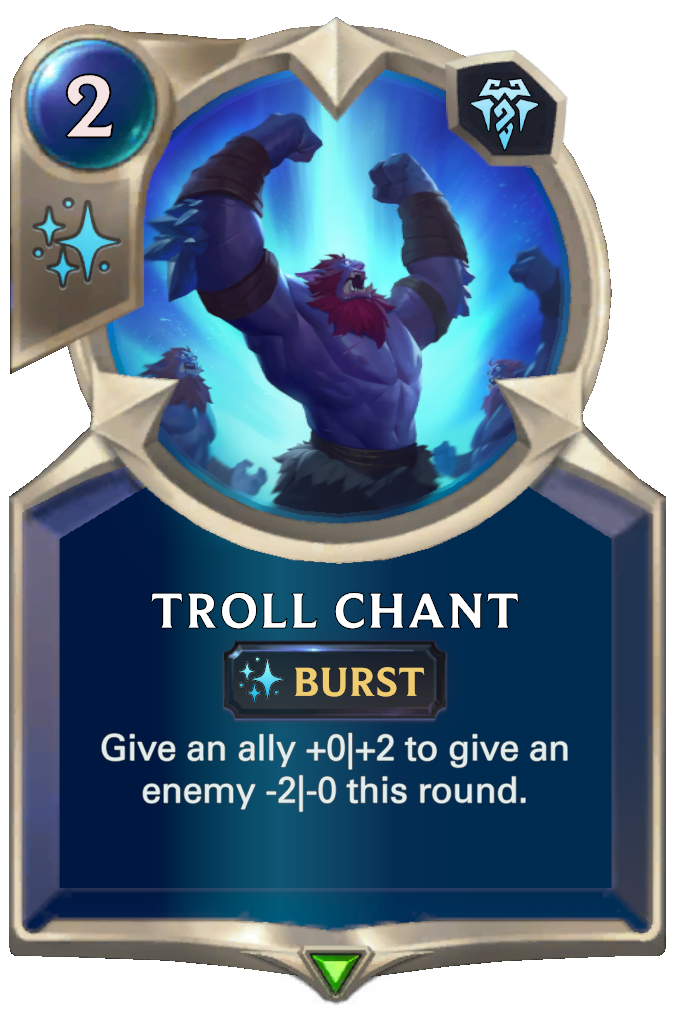 2
TROLL CHANT
BURST
Give an ally +0|+2 to give an
enemy -2|-0 this round.